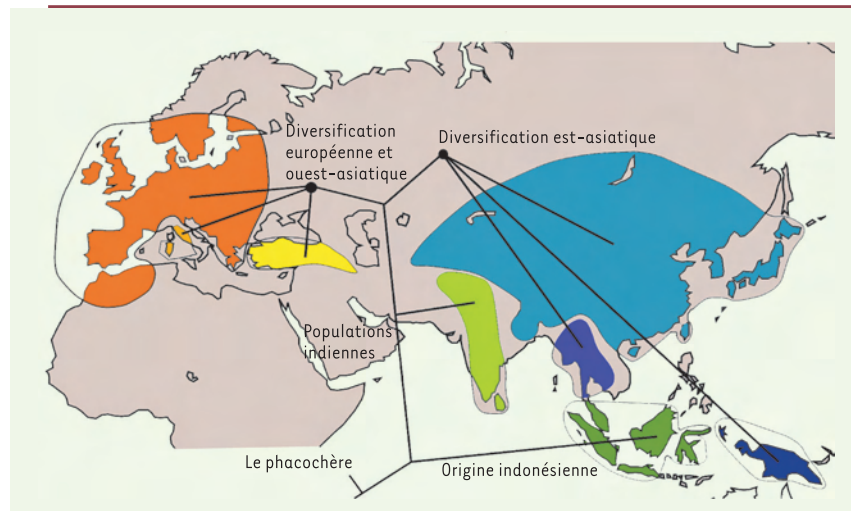 Diversification
européenne et
ouest-asiatique
Diversification est-asiatique
Populations
indiennes
Le phacochère
Origine indonésienne